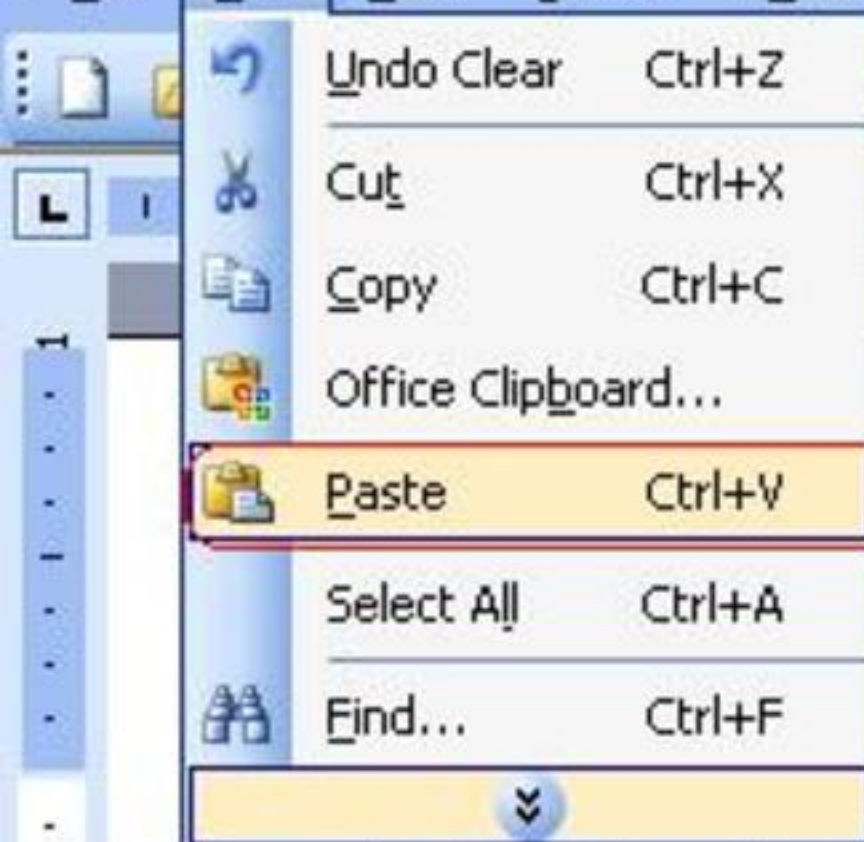 Undo Clear Ctrl+Z
Cut Ctrl+X
Copy Ctrl+C
Office Clipboard...
Paste Ctrl+V
Select All Ctrl+A
Find... Ctrl+F